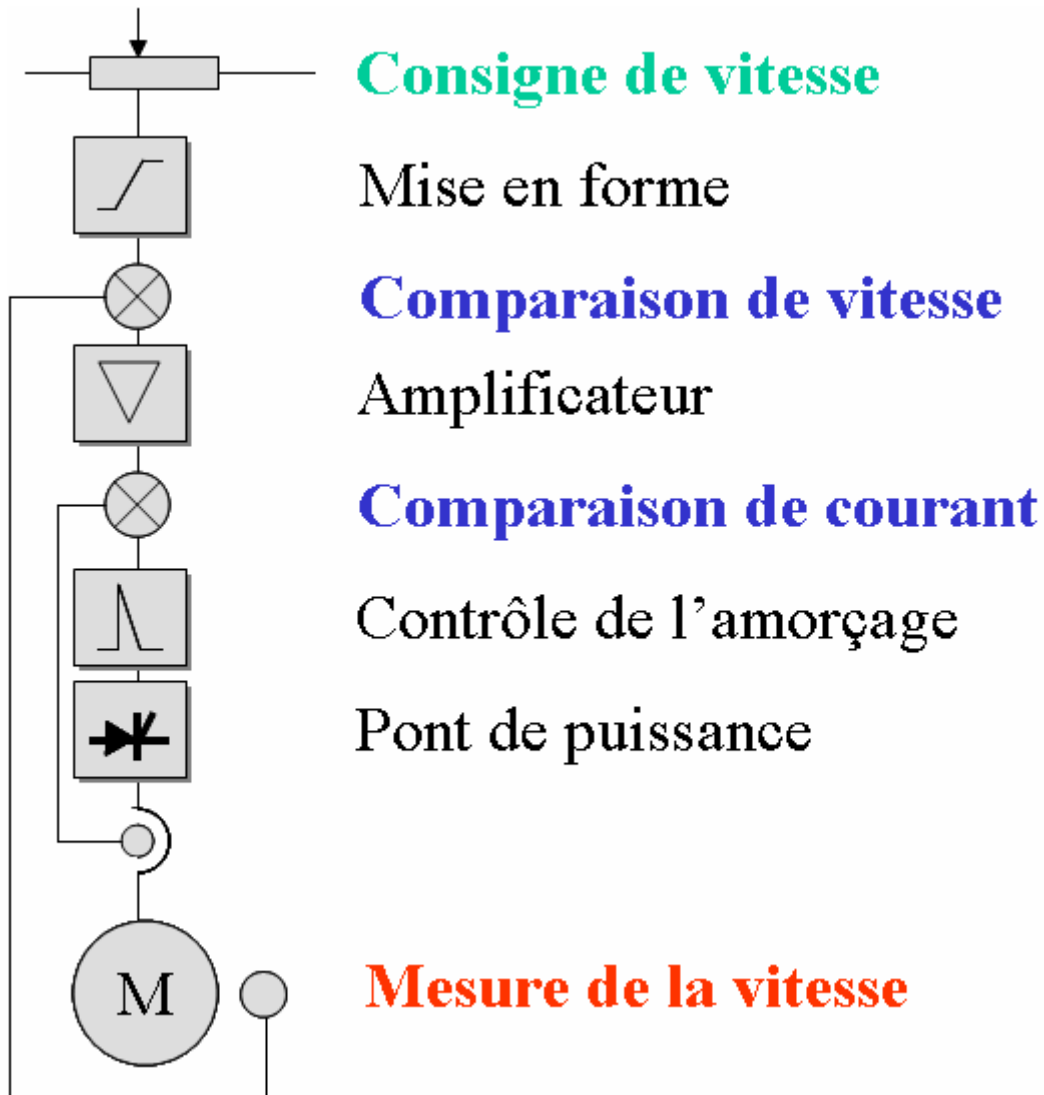 Consigne de vitesse
Mise en forme
Comparaison de vitesse
Amplificateur
Comparaison de courant
Contrôle de l’amorçage
Pont de puissance
M
Mesure de la vitesse